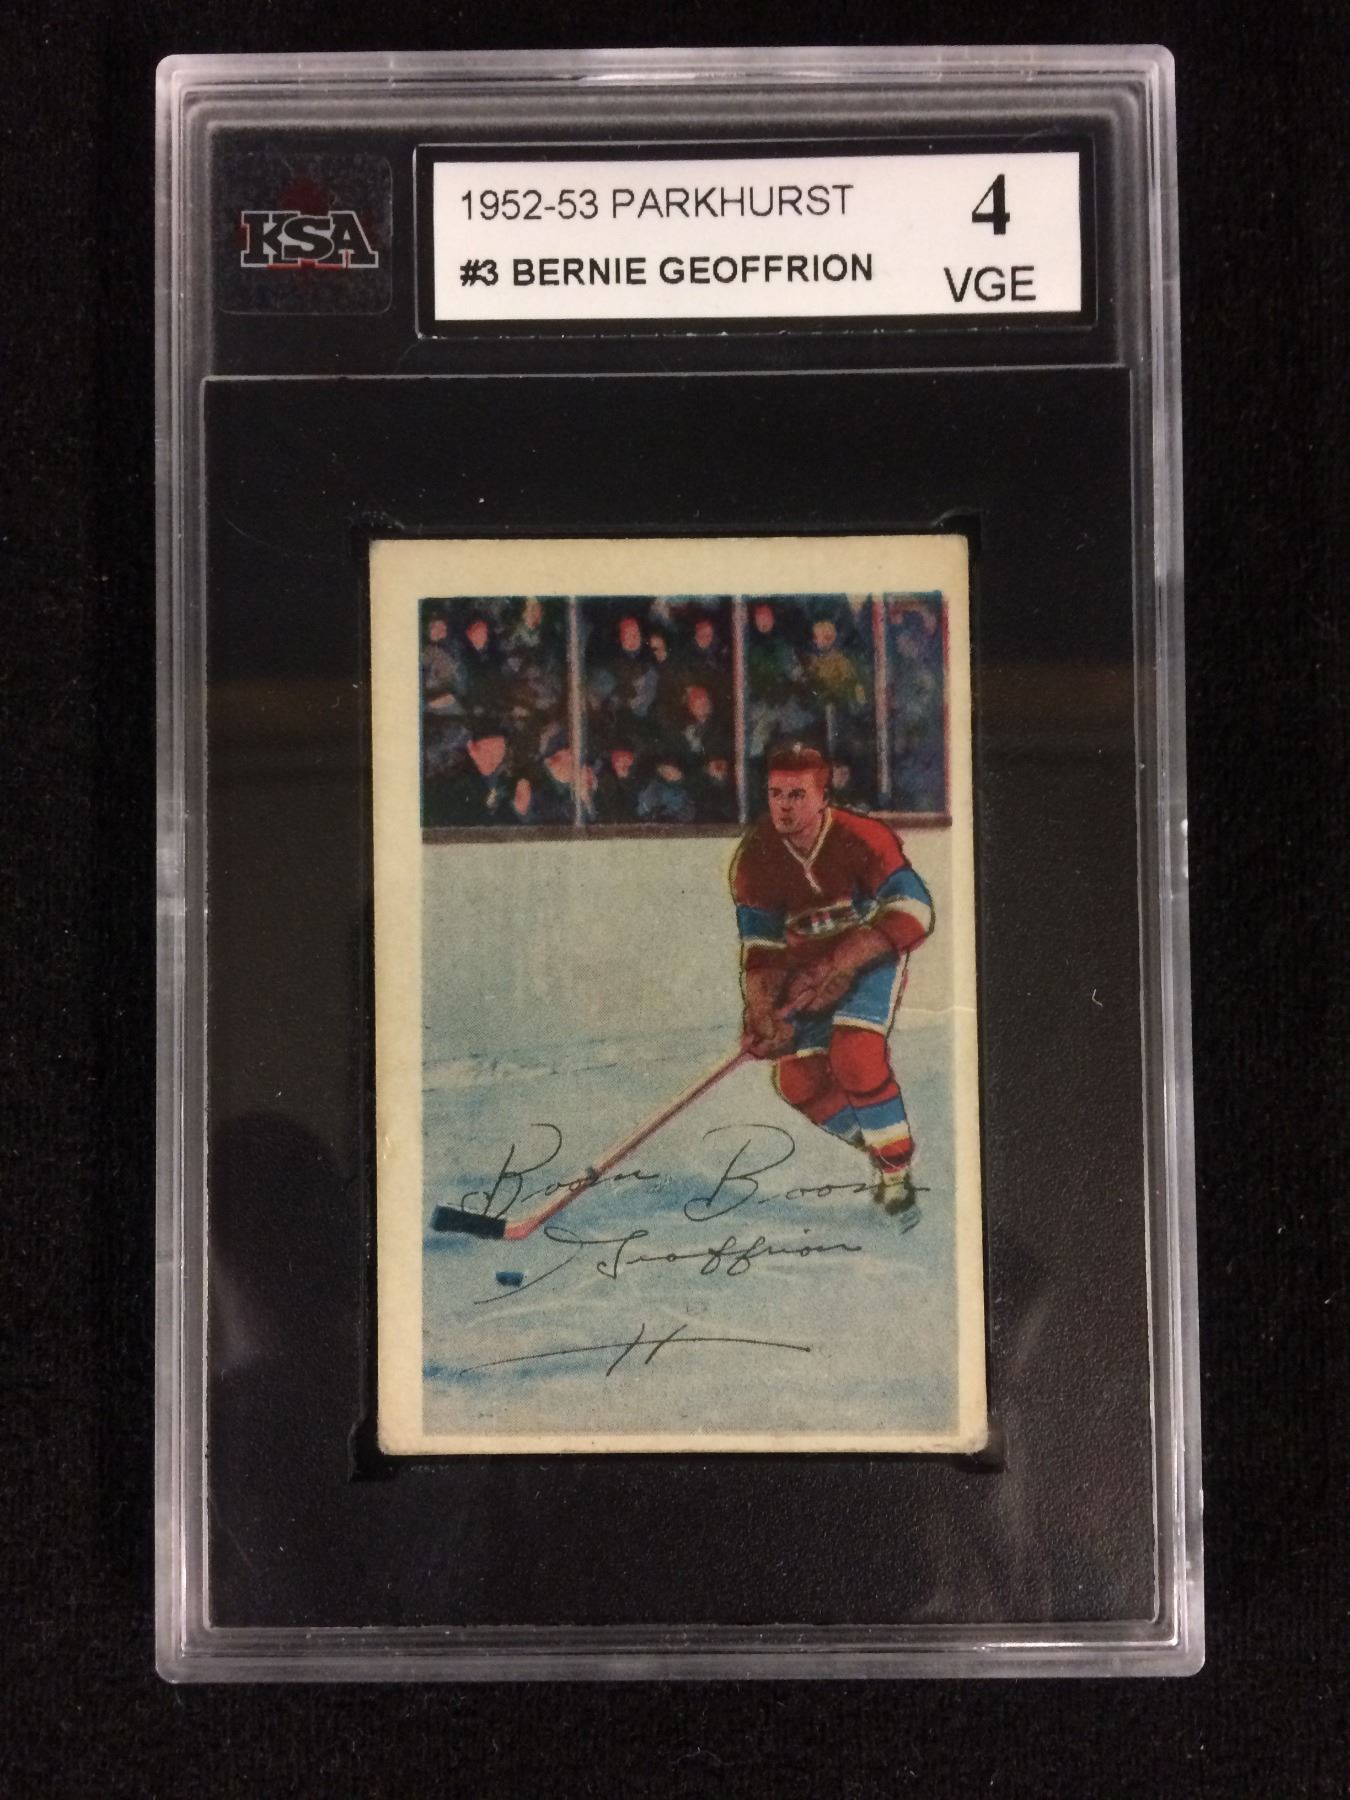 KSA
1952-53 PARKHURST
4
#3 BERNIE GEOFFRION
VGE
Boom Boom
Geoffrion